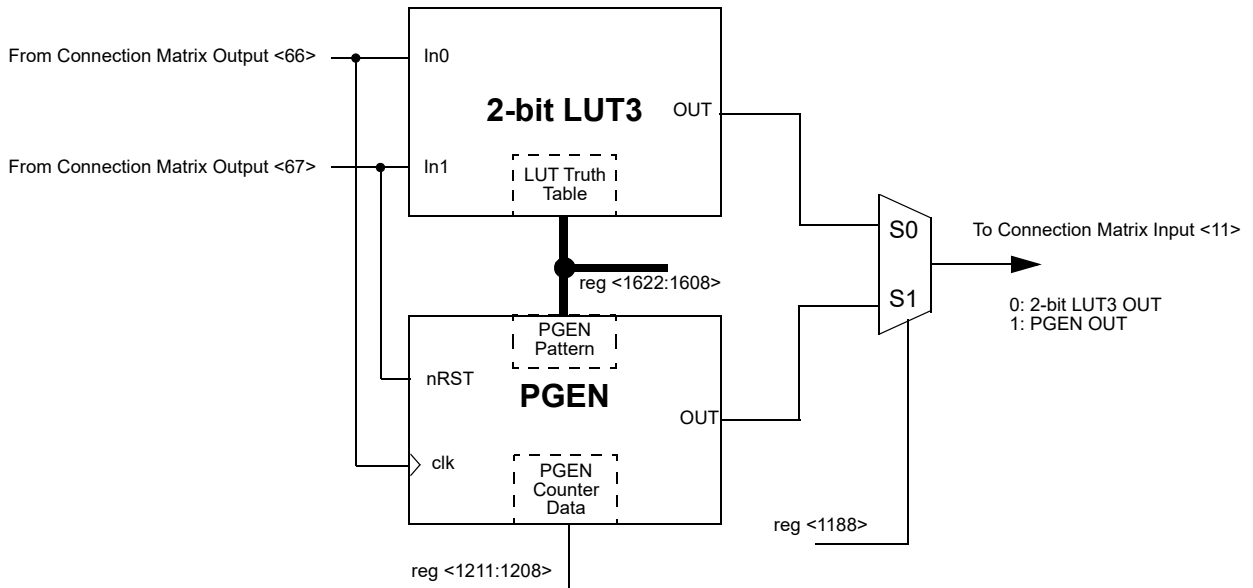 From Connection Matrix Output <66>
In0
2-bit LUT3
OUT
From Connection Matrix Output <67>
In1
LUT Truth
Table
S0
To Connection Matrix Input <11>
reg <1622:1608>
S1
0: 2-bit LUT3 OUT
1: PGEN OUT
PGEN
Pattern
nRST
PGEN
OUT
clk
PGEN
Counter
Data
reg <1188>
reg <1211:1208>